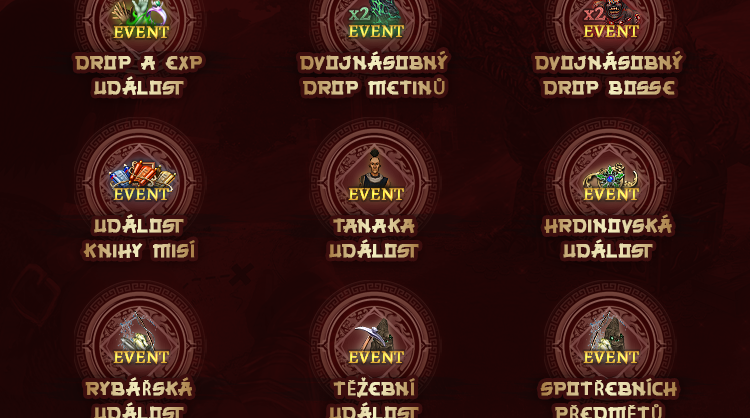 EVENT
DROP A EXP
UDÁLOST
x2
EVENT
DVOJNÁSOBNÝ
DROP METINŮ
x2
EVENT
DVOJNÁSOBNÝ
DROP BOSSE
EVENT
UDÁLOST
KNIHY MISÍ
EVENT
TANAKA
UDÁLOST
EVENT
HRDINOVSKÁ
UDÁLOST
EVENT
RYBÁŘSKÁ
UDÁLOST
EVENT
TĚŽEBNÍ
UDÁLOST
EVENT
SPOTŘEBNÍCH
PŘEDMĚTŮ